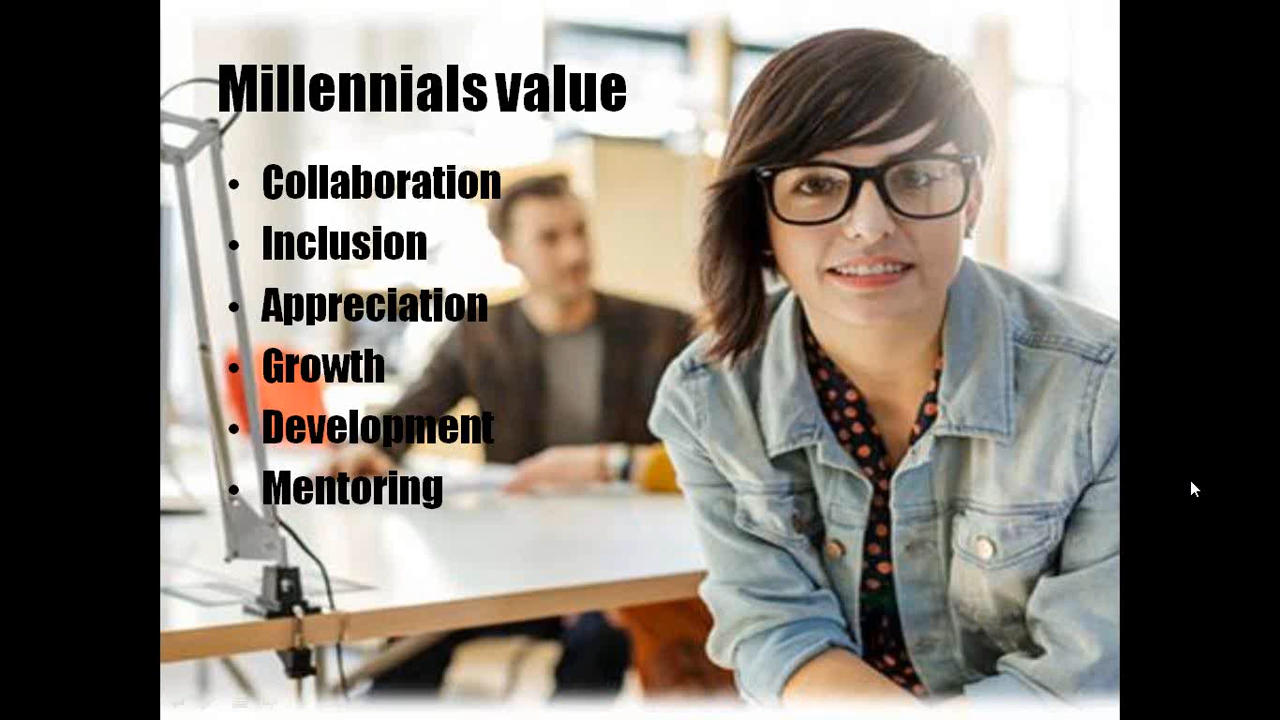 Millennials value
• Collaboration
• Inclusion
• Appreciation
• Growth
• Development
• Mentoring